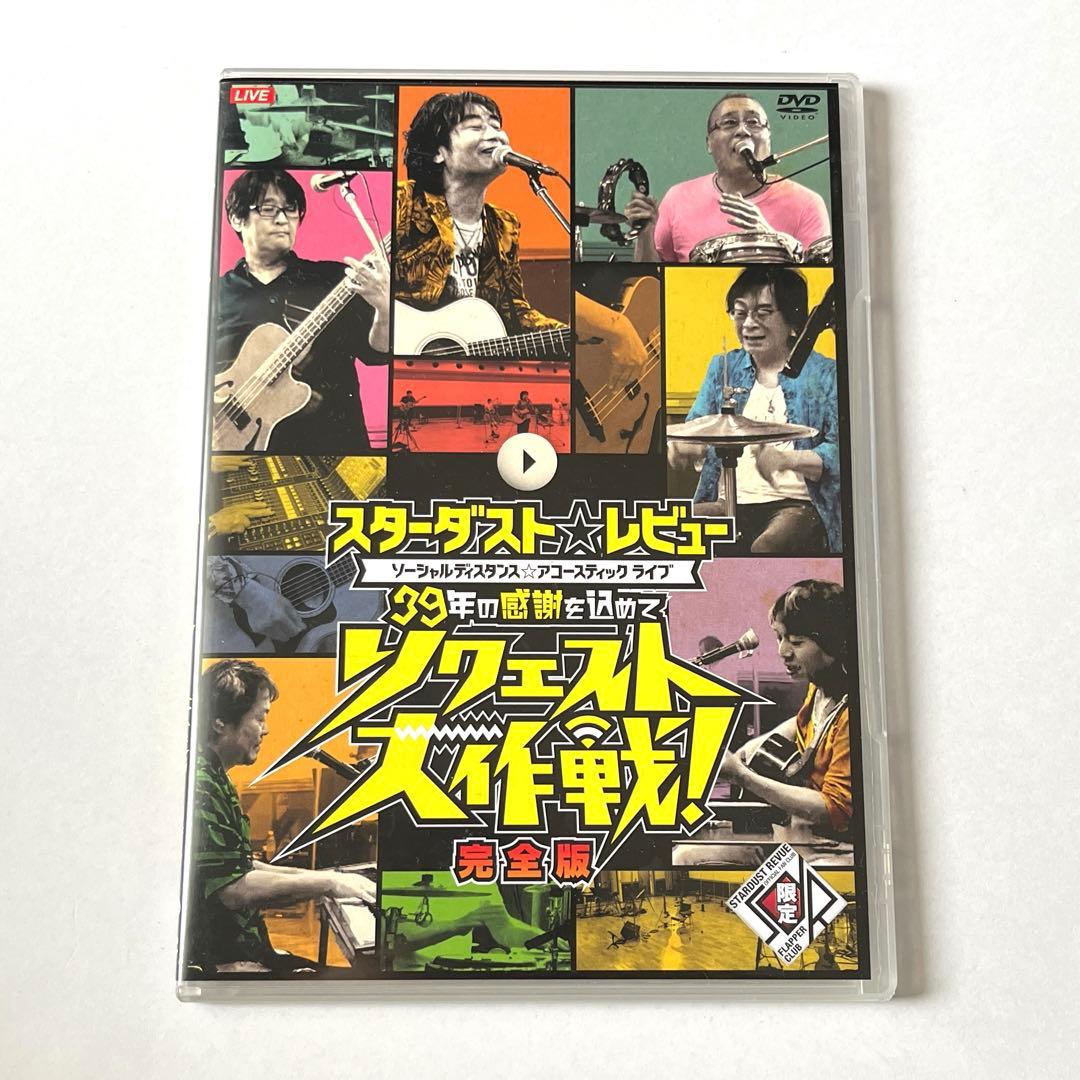 LIVE
DVD
VIDEO
スターダスト☆レビュー
ソーシャルディスタンス☆アコースティック ライブ
39年の感謝を込めて
リクエスト
大作戦!
完全版
STARDUST REVUE
OFFICIAL FAN CLUB
限定
FLAPPER
CLUB